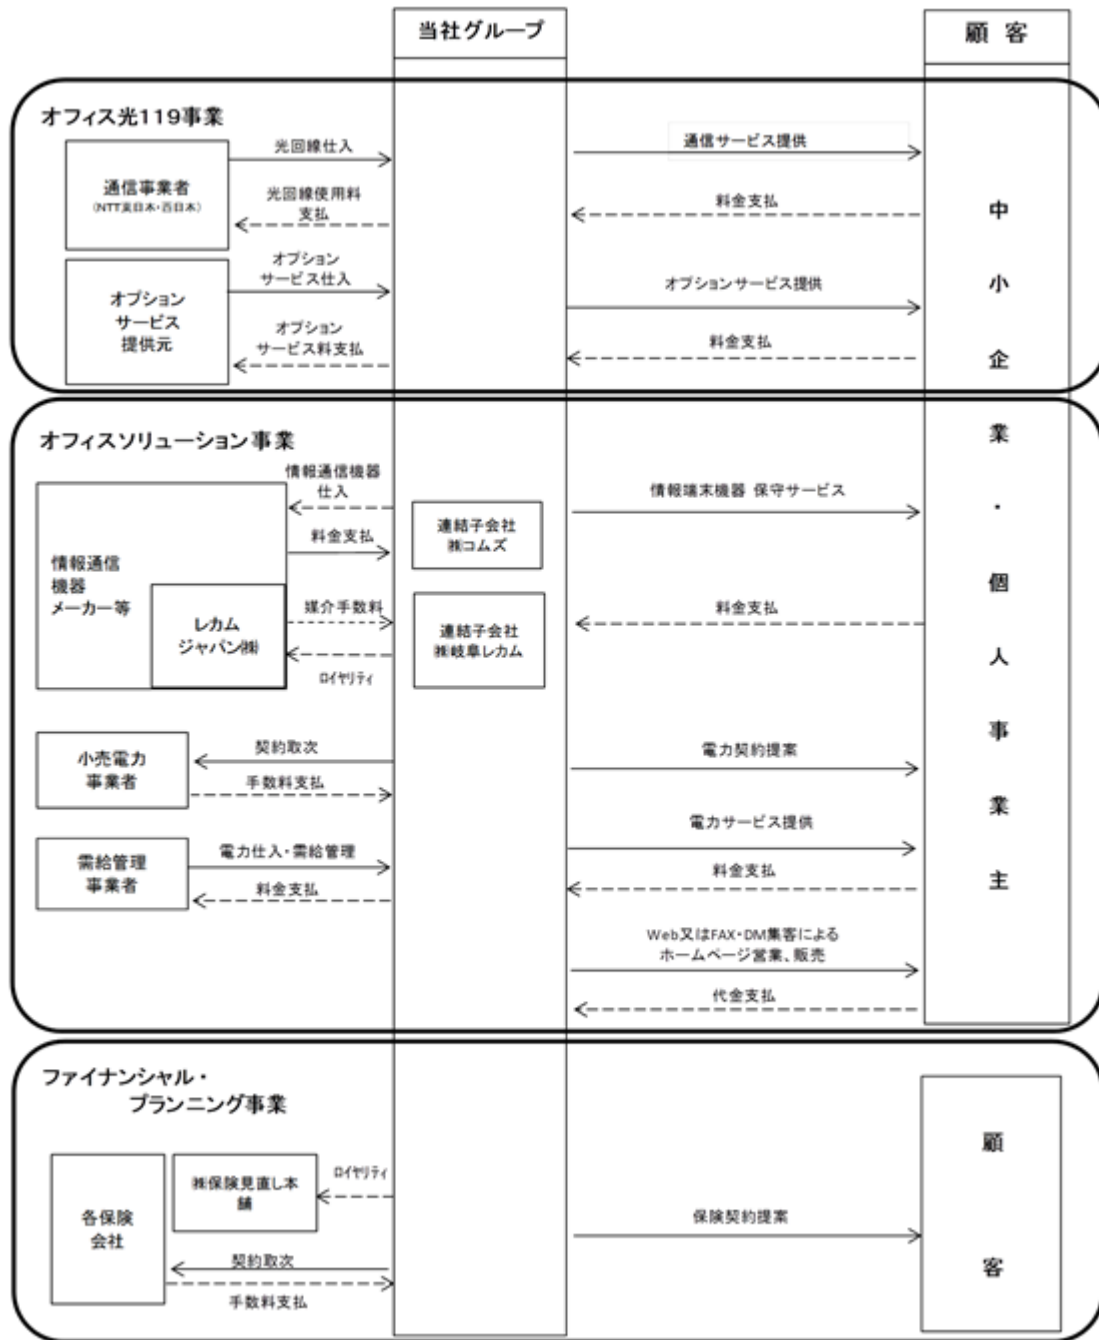 当社グループ
顧 客
オフィス光119事業
通信事業者
(NTT東日本・西日本)
光回線仕入
光回線使用料
支払
オプション
サービス
提供元
オプション
サービス仕入
オプション
サービス料支払
通信サービス提供
料金支払
オプションサービス提供
料金支払
中小企業・個人事業主
オフィスソリューション事業
情報通信
機器
メーカー等
レカム
ジャパン㈱
情報通信機器
仕入
料金支払
媒介手数料
ロイヤリティ
連結子会社
㈱コムズ
連結子会社
㈱岐阜レカム
情報端末機器 保守サービス
料金支払
小売電力
事業者
契約取次
手数料支払
電力契約提案
需給管理
事業者
電力仕入・需給管理
料金支払
電力サービス提供
料金支払
Web又はFAX・DM集客による
ホームページ営業、販売
代金支払
ファイナンシャル・
プランニング事業
各保険
会社
㈱保険見直し本
舗
ロイヤリティ
契約取次
手数料支払
保険契約提案
顧客